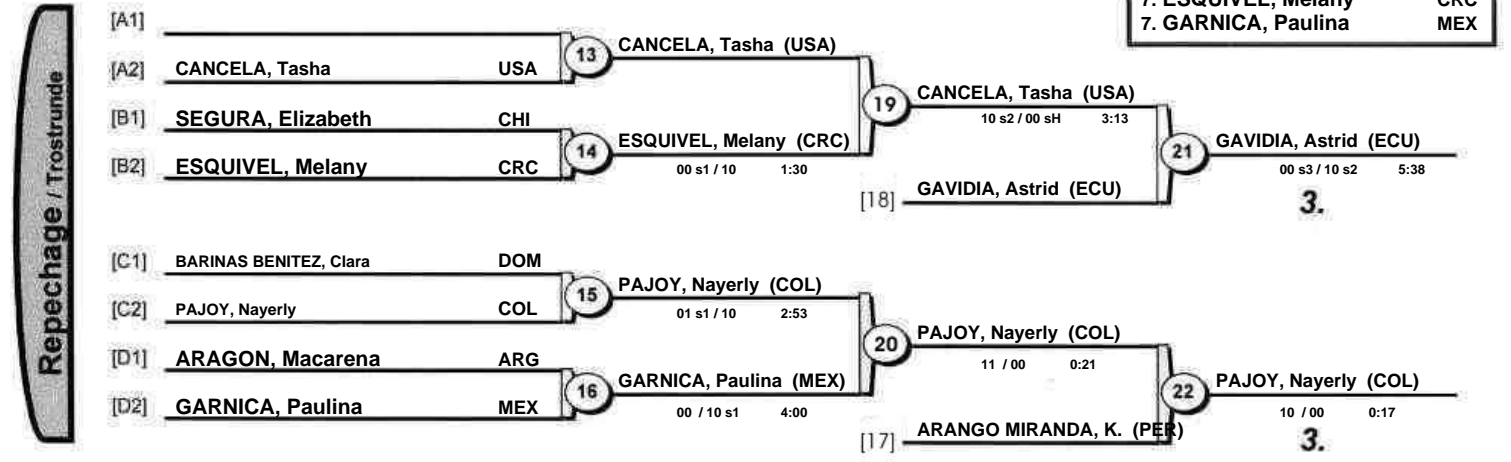 7. ESQUIVEL, Melany CRC
7. GARNICA, Paulina MEX
Repechage / Trostrunde
[A1]
[A2] CANCELA, Tasha USA
13
CANCELA, Tasha (USA)
[B1] SEGURA, Elizabeth CHI
[B2] ESQUIVEL, Melany CRC
14
ESQUIVEL, Melany (CRC)
00 s1 / 10 1:30
19
CANCELA, Tasha (USA)
10 s2 / 00 sH 3:13
[18] GAVIDIA, Astrid (ECU)
21
GAVIDIA, Astrid (ECU)
00 s3 / 10 s2 5:38
3.
[C1] BARINAS BENITEZ, Clara DOM
[C2] PAJOY, Nayerly COL
15
PAJOY, Nayerly (COL)
01 s1 / 10 2:53
[D1] ARAGON, Macarena ARG
[D2] GARNICA, Paulina MEX
16
GARNICA, Paulina (MEX)
00 / 10 s1 4:00
20
PAJOY, Nayerly (COL)
11 / 00 0:21
[17] ARANGO MIRANDA, K. (PER)
22
PAJOY, Nayerly (COL)
10 / 00 0:17
3.